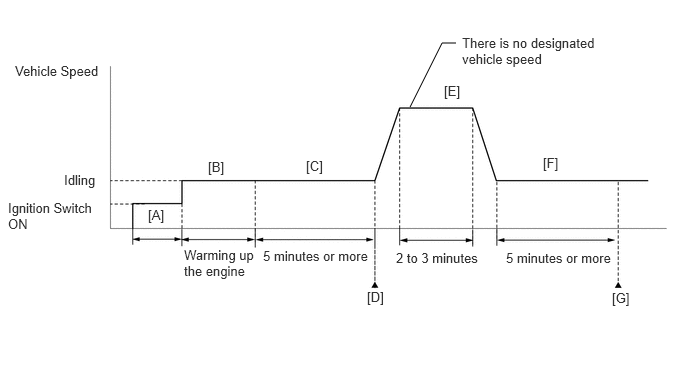 There is no designated
vehicle speed
Vehicle Speed
[E]
[B]
[C]
[F]
Idling
Ignition Switch
ON
[A]
Warming up
the engine
5 minutes or more
2 to 3 minutes
5 minutes or more
[D]
[G]